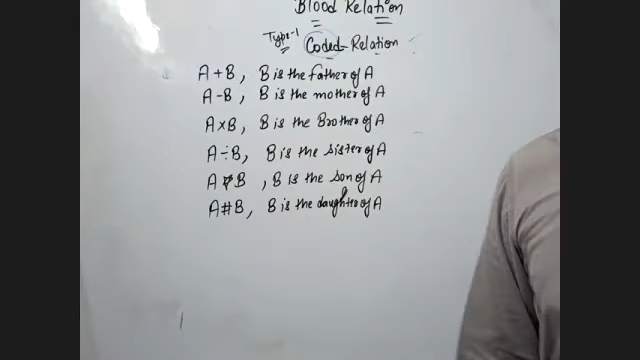 Blood Relation
Type-1
Coded Relation
A+B, B is the father of A
A-B, B is the mother of A
A×B, B is the Brother of A
A÷B, B is the sister of A
A B, B is the son of A
A#B, B is the daughter of A